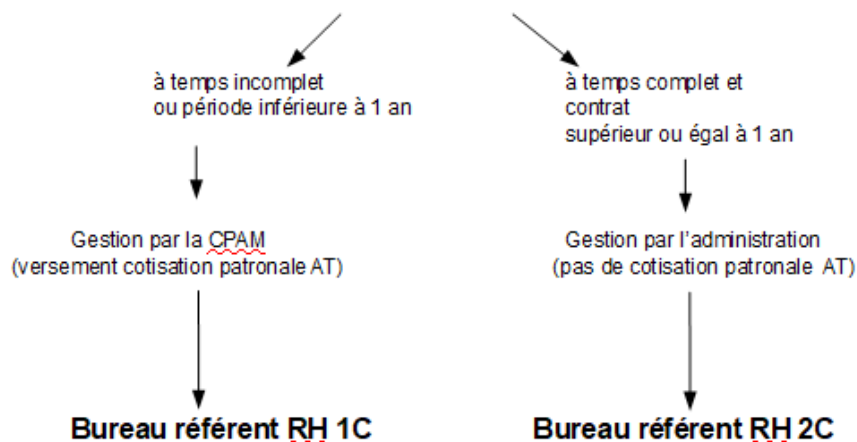 à temps incomplet
ou période inférieure à 1 an
Gestion par la CPAM
(versement cotisation patronale AT)
Bureau référent RH 1C
à temps complet et
contrat
supérieur ou égal à 1 an
Gestion par l'administration
(pas de cotisation patronale AT)
Bureau référent RH 2C